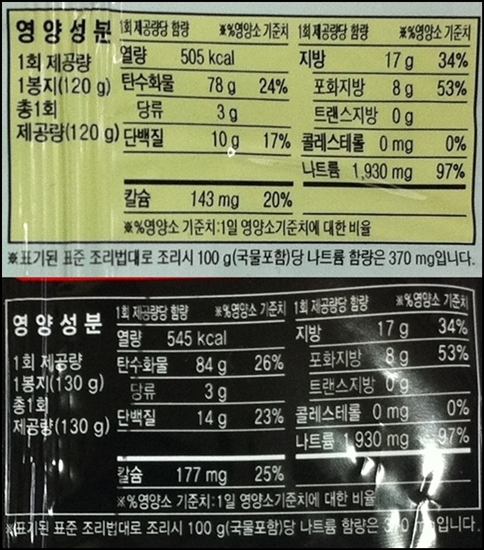 영양성분
1회 제공량
1봉지(120 g)
총1회
제공량(120 g)
1회 제공량당 함량 ※%영양소 기준치
열량 505 kcal
탄수화물 78 g 24%
당류 3 g
단백질 10 g 17%
칼슘 143 mg 20%
1회 제공량당 함량 ※%영양소 기준치
지방 17 g 34%
포화지방 8 g 53%
트랜스지방 0 g
콜레스테롤 0 mg 0%
나트륨 1,930 mg 97%
※%영양소 기준치:1일 영양소기준치에 대한 비율
※표기된 표준 조리법대로 조리시 100 g(국물포함)당 나트륨 함량은 370 mg입니다.
영양성분
1회 제공량
1봉지(130 g)
총1회
제공량(130 g)
1회 제공량당 함량 ※%영양소 기준치
열량 545 kcal
탄수화물 84 g 26%
당류 3 g
단백질 14 g 23%
칼슘 177 mg 25%
1회 제공량당 함량 ※%영양소 기준치
지방 17 g 34%
포화지방 8 g 53%
트랜스지방 0 g
콜레스테롤 0 mg 0%
나트륨 1,930 mg 97%
※%영양소 기준치:1일 영양소기준치에 대한 비율
※표기된 표준 조리법대로 조리시 100 g(국물포함)당 나트륨 함량은